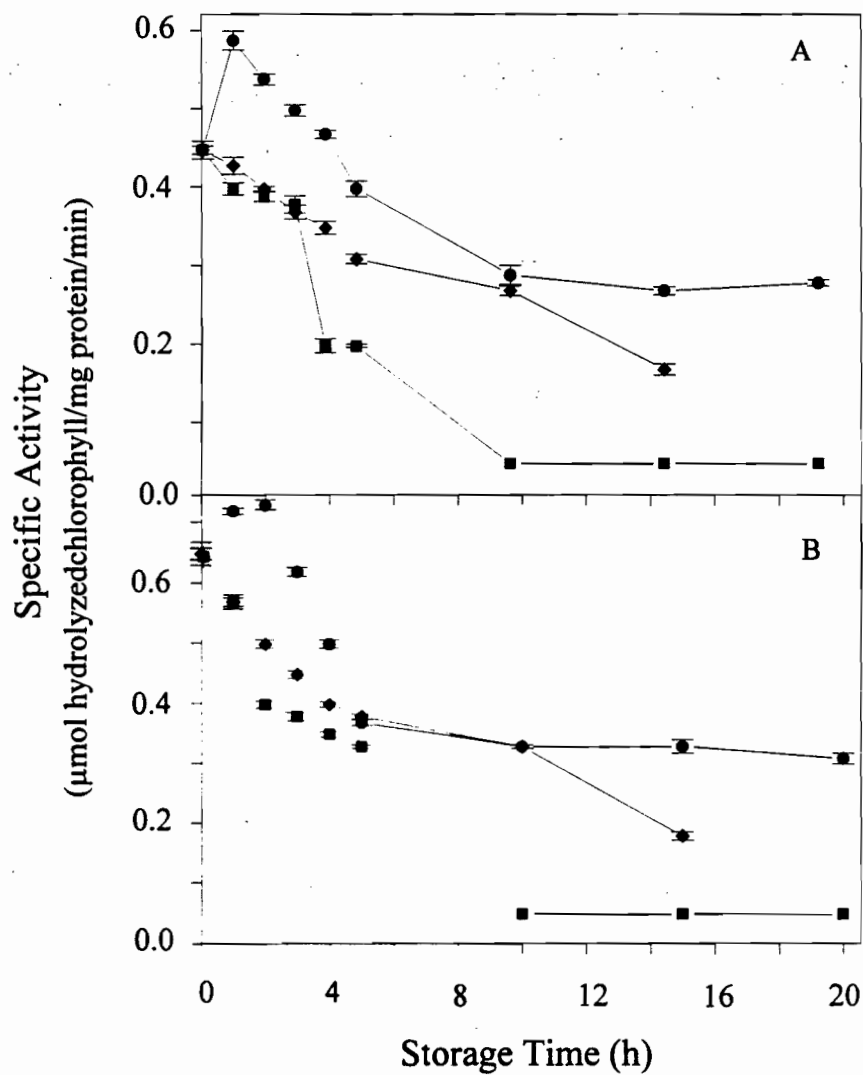 Specific Activity
(µmol hydrolyzedchlorophyll/mg protein/min)
A
0.6
0.4
0.2
0.0
B
0.6
0.4
0.2
0.0
0 4 8 12 16 20
Storage Time (h)